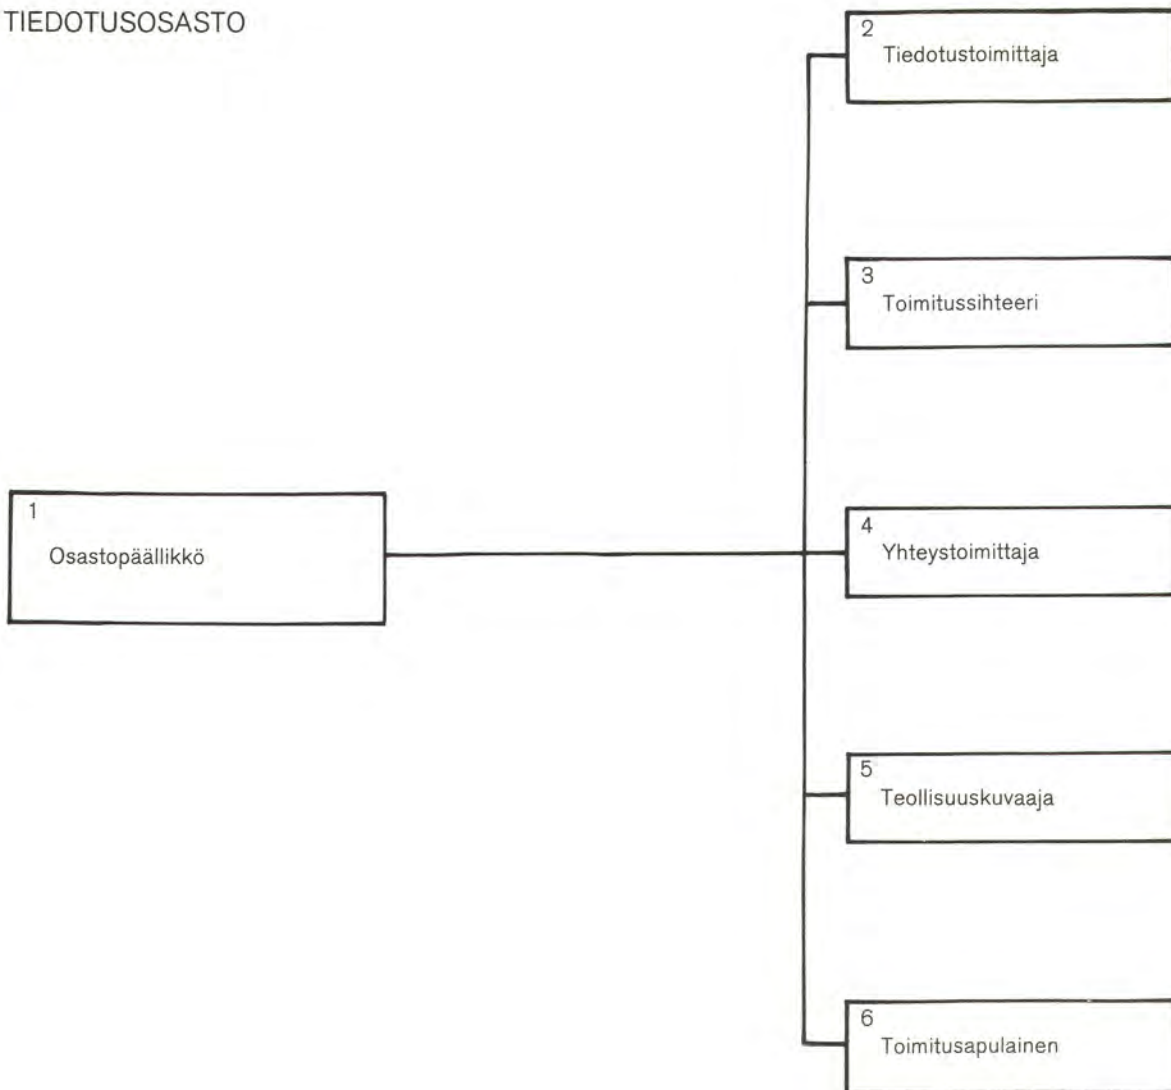 TIEDOTUSOSASTO
1
Osastopäällikkö
2
Tiedotustoimittaja
3
Toimitussihteeri
4
Yhteystoimittaja
5
Teollisuuskuvaaja
6
Toimitusapulainen